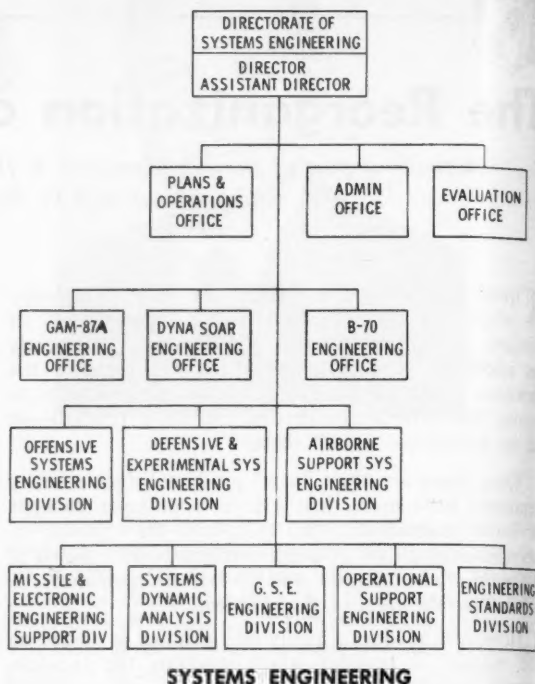 DIRECTORATE OF
SYSTEMS ENGINEERING
DIRECTOR
ASSISTANT DIRECTOR
PLANS &
OPERATIONS
OFFICE
ADMIN
OFFICE
EVALUATION
OFFICE
GAM-87A
ENGINEERING
OFFICE
DYNA SOAR
ENGINEERING
OFFICE
B-70
ENGINEERING
OFFICE
OFFENSIVE
SYSTEMS
ENGINEERING
DIVISION
DEFENSIVE &
EXPERIMENTAL SYS
ENGINEERING
DIVISION
AIRBORNE
SUPPORT SYS
ENGINEERING
DIVISION
MISSILE &
ELECTRONIC
ENGINEERING
SUPPORT DIV
SYSTEMS
DYNAMIC
ANALYSIS
DIVISION
G. S. E.
ENGINEERING
DIVISION
OPERATIONAL
SUPPORT
ENGINEERING
DIVISION
ENGINEERING
STANDARDS
DIVISION
SYSTEMS ENGINEERING